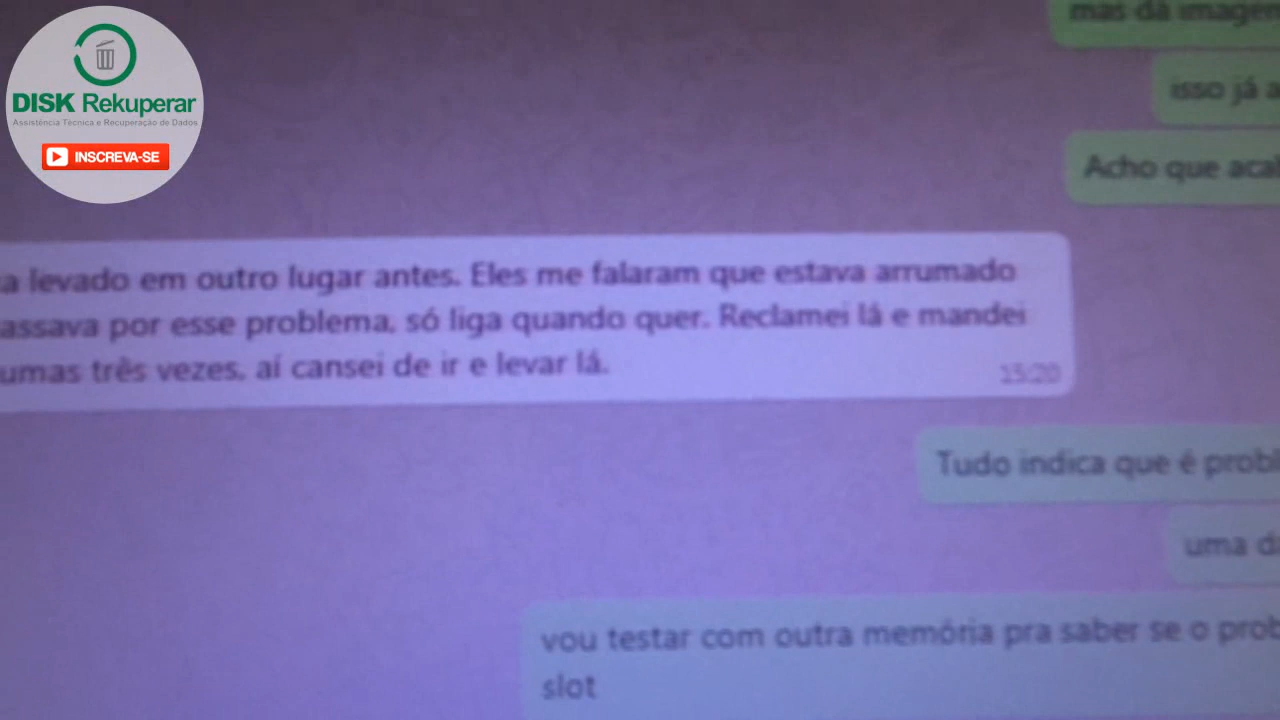 DISK Rekuperar
Assistência Técnica e Recuperação de Dados
INSCREVA-SE
mas dá imagem
isso já a
Acho que acab
a levado em outro lugar antes. Eles me falaram que estava arrumado
assava por esse problema, só liga quando quer. Reclamei lá e mandei
umas três vezes, aí cansei de ir e levar lá.
15:20
Tudo indica que é probl
uma da
vou testar com outra memória pra saber se o prob
slot